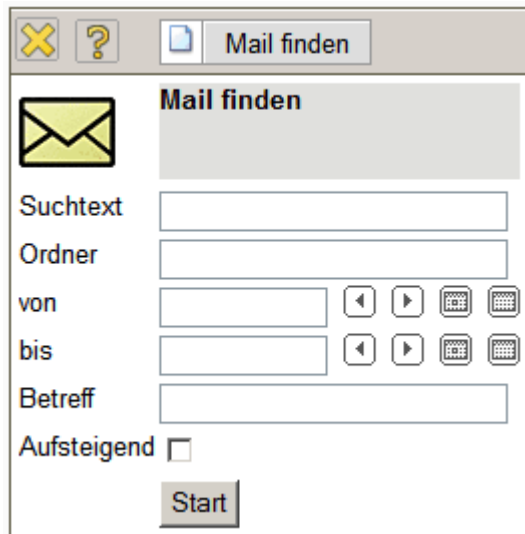 Mail finden
Mail finden
Suchtext
Ordner
von
bis
Betreff
Aufsteigend
Start